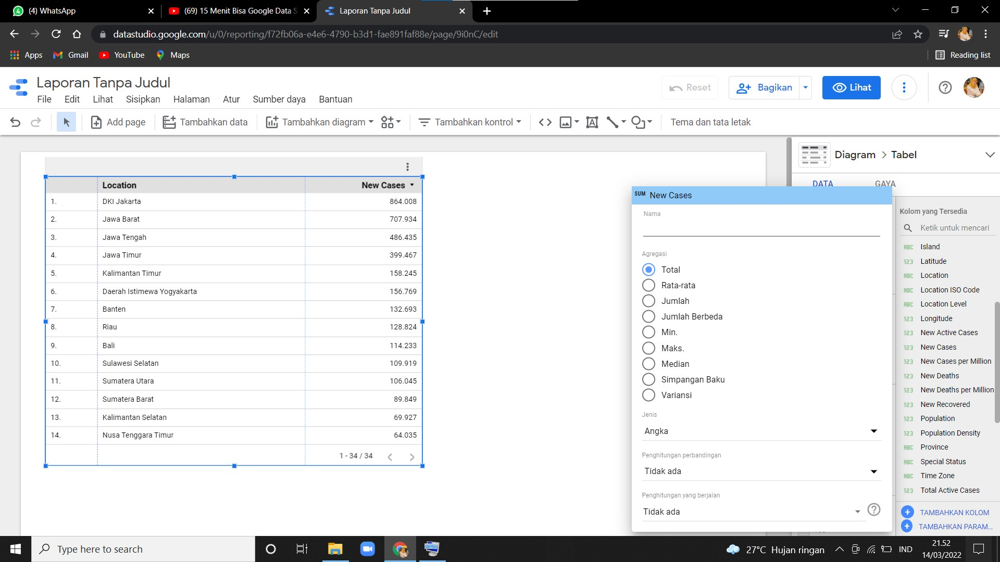 (4) WhatsApp
(69) 15 Menit Bisa Google Data S
Laporan Tanpa Judul
datastudio.google.com/u/0/reporting/f72fb06a-e4e6-4790-b3d1-fae891faf88e/page/9i0nC/edit
Apps Gmail YouTube Maps Reading list
Laporan Tanpa Judul
Reset Bagikan Lihat
File Edit Lihat Sisipkan Halaman Atur Sumber daya Bantuan
Add page Tambahkan data Tambahkan diagram Tambahkan kontrol Tema dan tata letak
Location New Cases
1. DKI Jakarta 864.008
2. Jawa Barat 707.934
3. Jawa Tengah 486.435
4. Jawa Timur 399.467
5. Kalimantan Timur 158.245
6. Daerah Istimewa Yogyakarta 156.769
7. Banten 132.693
8. Riau 128.824
9. Bali 114.233
10. Sulawesi Selatan 109.919
11. Sumatera Utara 106.045
12. Sumatera Barat 89.849
13. Kalimantan Selatan 69.927
14. Nusa Tenggara Timur 64.035
1 - 34 / 34
Diagram > Tabel
DATA GAYA
SUM New Cases
Nama
Agregasi
Total
Rata-rata
Jumlah
Jumlah Berbeda
Min.
Maks.
Median
Simpangan Baku
Variansi
Jenis
Angka
Penghitungan perbandingan
Tidak ada
Penghitungan yang berjalan
Tidak ada
Kolom yang Tersedia
Ketik untuk mencari
ABC Island
123 Latitude
ABC Location
ABC Location ISO Code
ABC Location Level
123 Longitude
123 New Active Cases
123 New Cases
123 New Cases per Million
123 New Deaths
123 New Deaths per Million
123 New Recovered
123 Population
123 Population Density
ABC Province
ABC Special Status
ABC Time Zone
123 Total Active Cases
TAMBAHKAN KOLOM
TAMBAHKAN PARAM...
Type here to search
27°C Hujan ringan
IND
21.52
14/03/2022